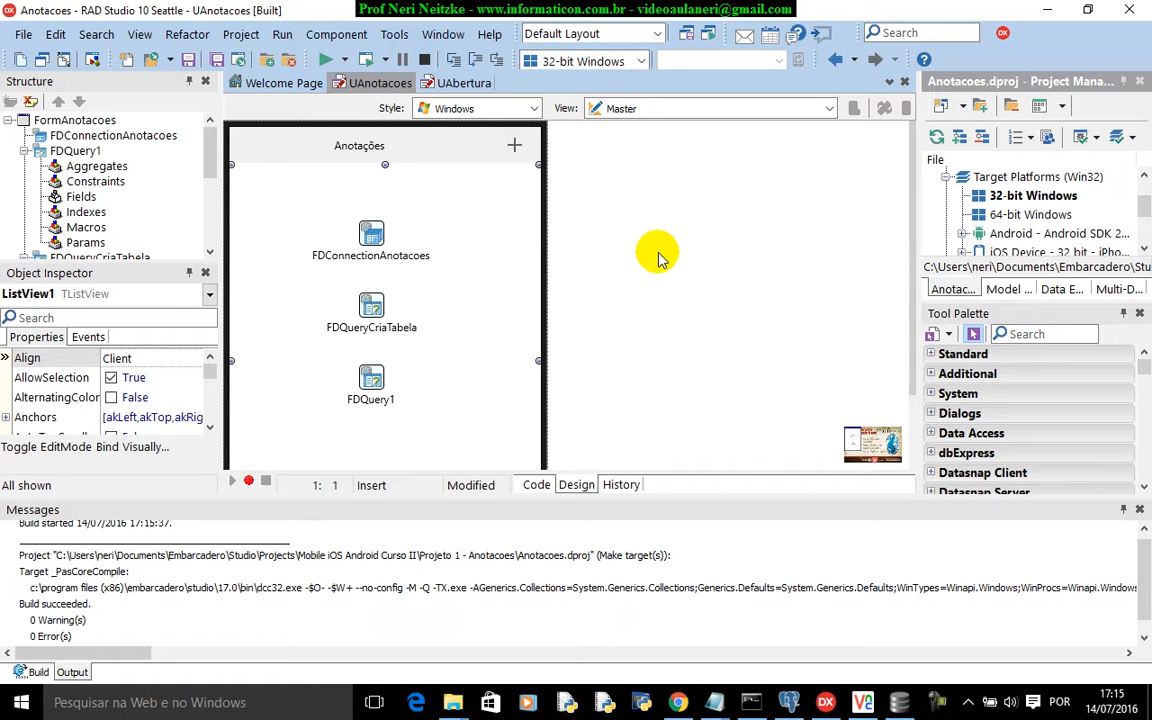 Anotacoes - RAD Studio 10 Seattle - UAnotacoes [Built]
Prof Neri Neitzke - www.informaticon.com.br - videoaulaneri@gmail.com
File Edit Search View Refactor Project Run Component Tools Window Help
Default Layout
Search
32-bit Windows
Structure
Welcome Page
UAnotacoes
UAbertura
Anotacoes.dproj - Project Mana...
Style:
Windows
View:
Master
FormAnotacoes
FDConnectionAnotacoes
FDQuery1
Aggregates
Constraints
Fields
Indexes
Macros
Params
FDQueryCriaTabela
Anotações
FDConnectionAnotacoes
FDQueryCriaTabela
FDQuery1
File
Target Platforms (Win32)
32-bit Windows
64-bit Windows
Android - Android SDK 2...
iOS Device - 32 bit - iPho...
C:\Users\neri\Documents\Embarcadero\Stu
Anotac... Model ... Data E... Multi-D...
Object Inspector
ListView1 TListView
Search
Properties Events
Align Client
AllowSelection True
AlternatingColor False
Anchors [akLeft,akTop,akRig
Toggle EditMode Bind Visually...
All shown
Tool Palette
Search
Standard
Additional
System
Dialogs
Data Access
dbExpress
Datasnap Client
Datasnap Server
1: 1 Insert Modified Code Design History
Messages
Build started 14/07/2016 17:15:37.
Project "C:\Users\neri\Documents\Embarcadero\Studio\Projects\Mobile iOS Android Curso II\Projeto 1 - Anotacoes\Anotacoes.dproj" (Make target(s)):
Target _PasCoreCompile:
c:\program files (x86)\embarcadero\studio\17.0\bin\dcc32.exe -$O- -$W+ --no-config -M -Q -TX.exe -AGenerics.Collections=System.Generics.Collections;Generics.Defaults=System.Generics.Defaults;WinTypes=Winapi.Windows;WinProcs=Winapi.Windows
Build succeeded.
0 Warning(s)
0 Error(s)
Build Output
Pesquisar na Web e no Windows
POR
17:15
14/07/2016